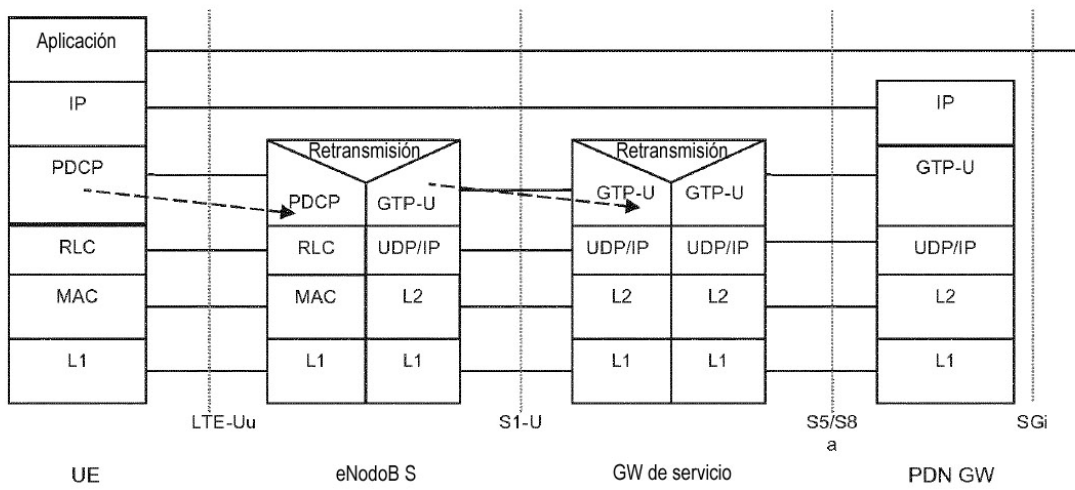 Aplicación
IP
IP
Retransmisión
Retransmisión
PDCP
GTP-U
PDCP
GTP-U
GTP-U
GTP-U
RLC
RLC
UDP/IP
UDP/IP
UDP/IP
UDP/IP
MAC
MAC
L2
L2
L2
L2
L1
L1
L1
L1
L1
L1
LTE-Uu
S1-U
S5/S8
a
SGi
UE
eNodoB S
GW de servicio
PDN GW